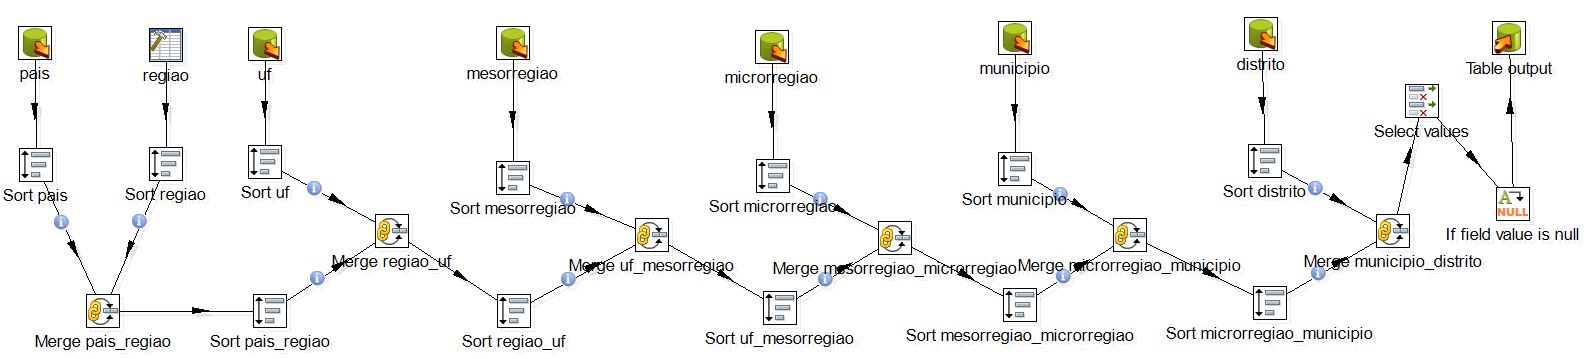 pais
regiao
uf
mesorregiao
microrregiao
municipio
distrito
Table output
Select values
Sort pais
Sort regiao
Sort uf
Sort mesorregiao
Sort microrregiao
Sort municipio
Sort distrito
NULL
If field value is null
Merge regiao_uf
Merge uf_mesorregiao
Merge mesorregiao_microrregiao
Merge microrregiao_municipio
Merge municipio_distrito
Merge pais_regiao
Sort pais_regiao
Sort regiao_uf
Sort uf_mesorregiao
Sort mesorregiao_microrregiao
Sort microrregiao_municipio